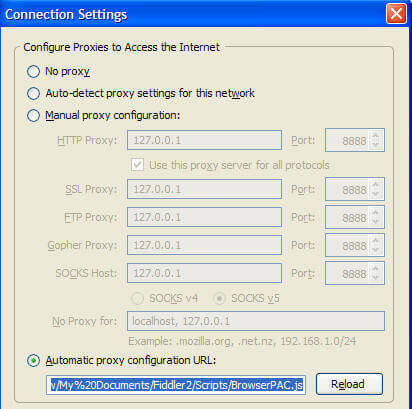 Connection Settings
Configure Proxies to Access the Internet
No proxy
Auto-detect proxy settings for this network
Manual proxy configuration:
HTTP Proxy: 127.0.0.1 Port: 8888
Use this proxy server for all protocols
SSL Proxy: 127.0.0.1 Port: 8888
FTP Proxy: 127.0.0.1 Port: 8888
Gopher Proxy: 127.0.0.1 Port: 8888
SOCKS Host: 127.0.0.1 Port: 8888
SOCKS v4 SOCKS v5
No Proxy for: localhost, 127.0.0.1
Example: .mozilla.org, .net.nz, 192.168.1.0/24
Automatic proxy configuration URL:
/My%20Documents/Fiddler2/Scripts/BrowserPAC.js Reload